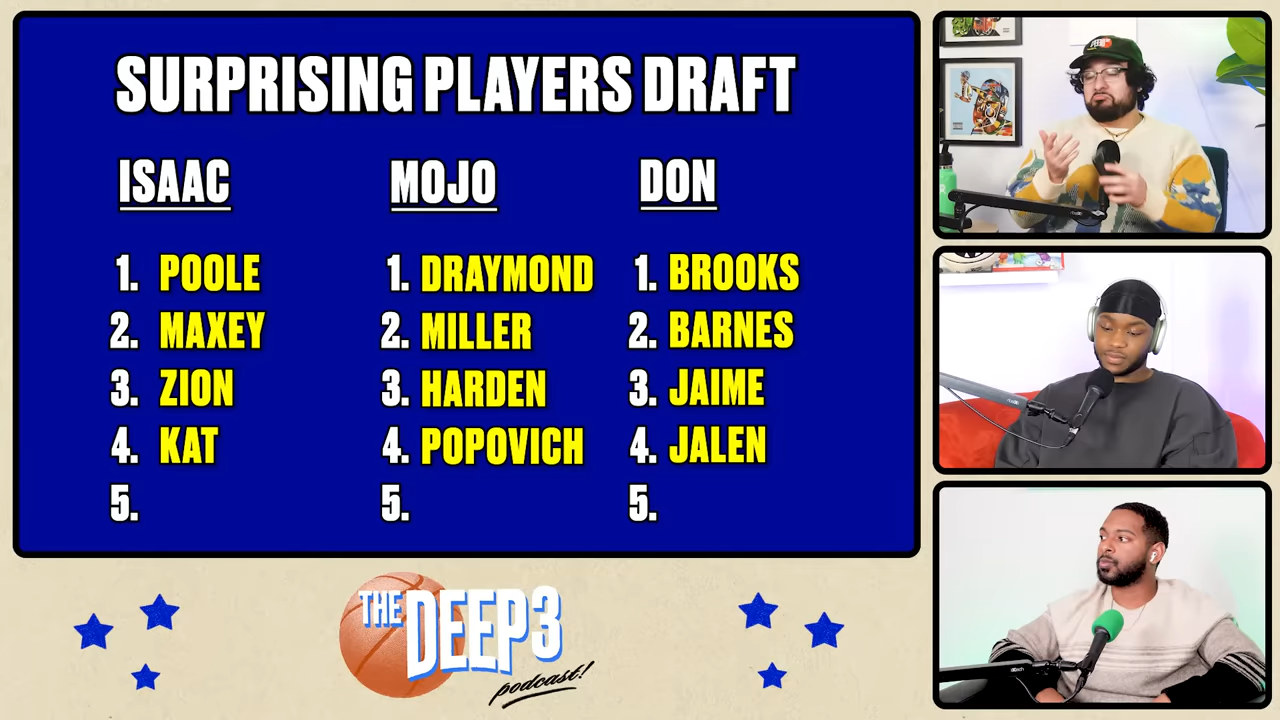 SURPRISING PLAYERS DRAFT
ISAAC
1. POOLE
2. MAXEY
3. ZION
4. KAT
5.
MOJO
1. DRAYMOND
2. MILLER
3. HARDEN
4. POPOVICH
5.
DON
1. BROOKS
2. BARNES
3. JAIME
4. JALEN
5.
THE DEEP3
podcast!